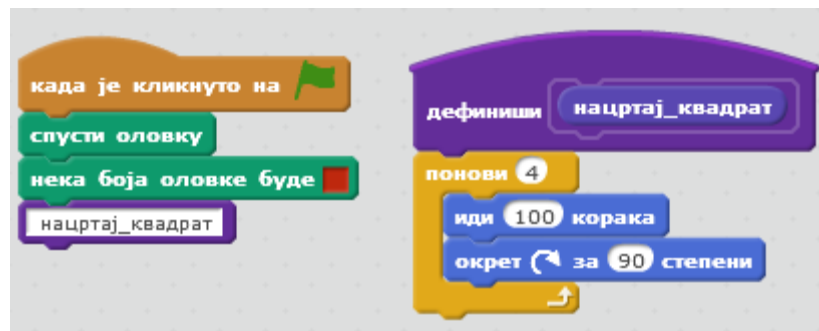 када је кликнуто на
спусти оловку
нека боја оловке буде
нацртај_квадрат
дефиниши нацртај_квадрат
понови 4
иди 100 корака
окрет за 90 степени